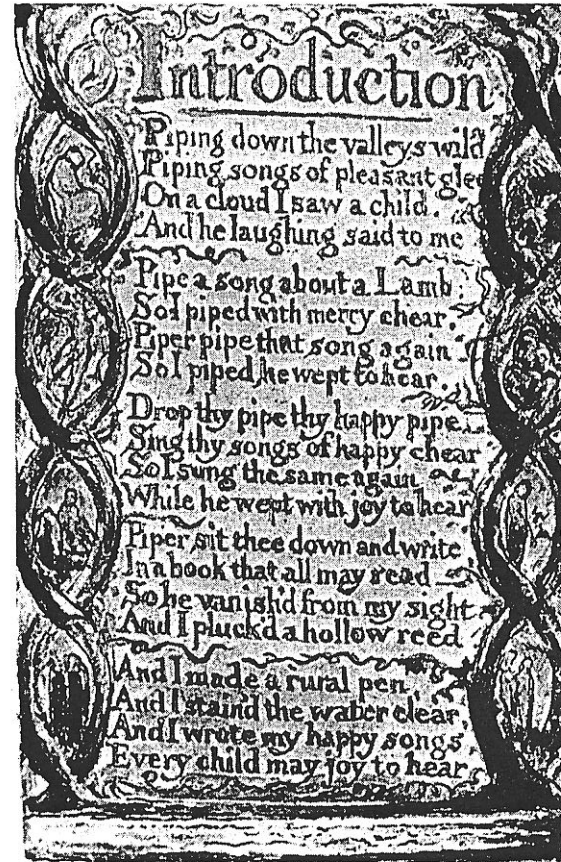 Introduction
Piping down the valleys wild
Piping songs of pleasant glee
On a cloud I saw a child.
And he laughing said to me
Pipe a song about a Lamb
So I piped with merry chear,
Piper pipe that song again
So I piped, he wept to hear.
Drop thy pipe thy happy pipe
Sing thy songs of happy chear
So I sung the same again
While he wept with joy to hear
Piper sit thee down and write
In a book that all may read
So he vanish'd from my sight
And I pluck'd a hollow reed
And I made a rural pen,
And I stain'd the water clear,
And I wrote my happy songs
Every child may joy to hear